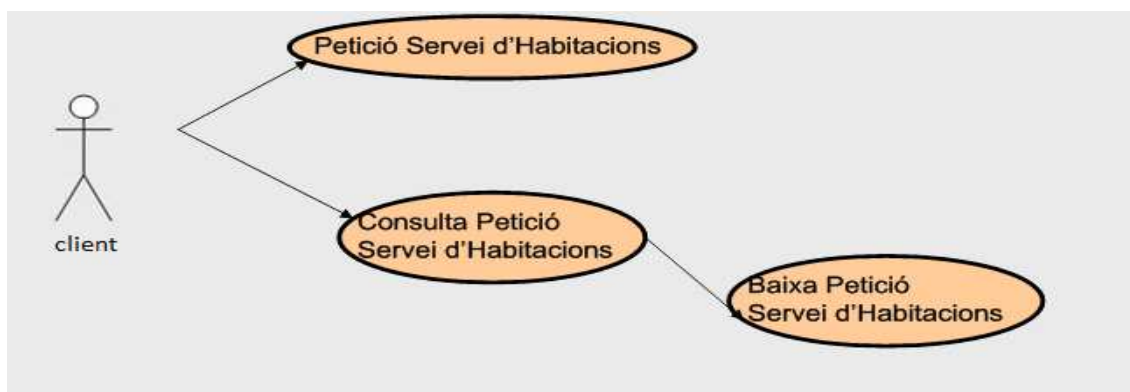 Petició Servei d'Habitacions
client
Consulta Petició
Servei d'Habitacions
Baixa Petició
Servei d'Habitacions